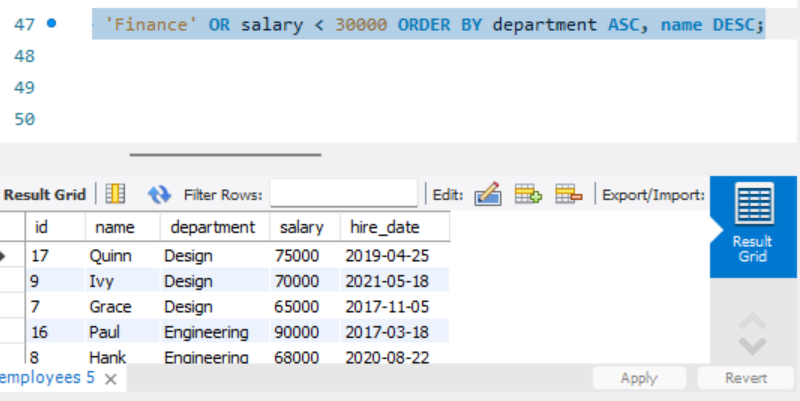 47 'Finance' OR salary < 30000 ORDER BY department ASC, name DESC;
48
49
50
Result Grid Filter Rows: Edit: Export/Import:
Result Grid
id name department salary hire_date
17 Quinn Design 75000 2019-04-25
9 Ivy Design 70000 2021-05-18
7 Grace Design 65000 2017-11-05
16 Paul Engineering 90000 2017-03-18
8 Hank Engineering 68000 2020-08-22
employees 5 Apply Revert